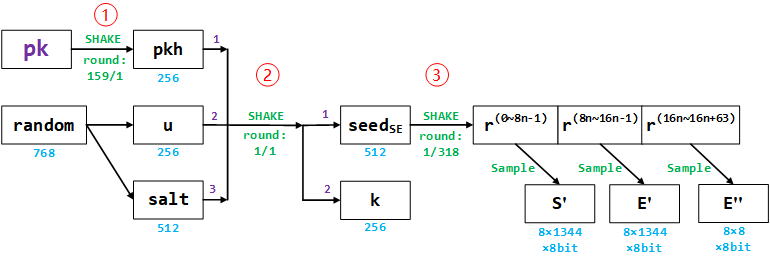 ①
②
③
pk
SHAKE
round:
159/1
pkh
256
1
random
768
u
256
2
salt
512
3
SHAKE
round:
1/1
1
seedSE
512
2
k
256
SHAKE
round:
1/318
r(0~8n-1)
r(8n~16n-1)
r(16n~16n+63)
Sample
Sample
Sample
S'
8×1344
×8bit
E'
8×1344
×8bit
E"
8×8
×8bit